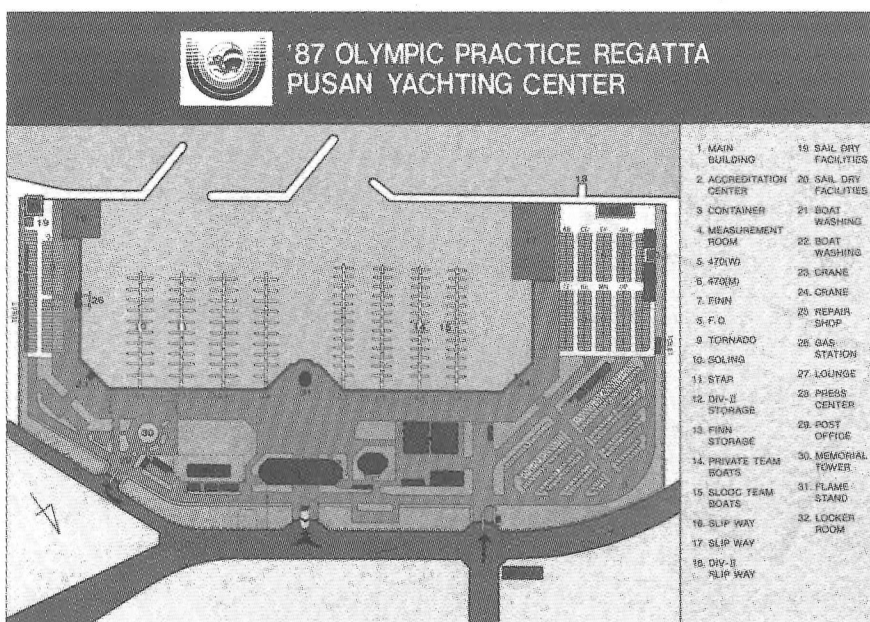 '87 OLYMPIC PRACTICE REGATTA
PUSAN YACHTING CENTER
1. MAIN
BUILDING
2. ACCREDITATION
CENTER
3. CONTAINER
4. MEASUREMENT
ROOM
5. 470(W)
6. 470(M)
7. FINN
8. F.D
9. TORNADO
10. SOLING
11. STAR
12. DIV-II
STORAGE
13. FINN
STORAGE
14. PRIVATE TEAM
BOATS
15. SLOOC TEAM
BOATS
16. SLIP WAY
17. SLIP WAY
18. DIV-II
SLIP WAY
19. SAIL DRY
FACILITIES
20. SAIL DRY
FACILITIES
21. BOAT
WASHING
22. BOAT
WASHING
23. CRANE
24. CRANE
25. REPAIR
SHOP
26. GAS
STATION
27. LOUNGE
28. PRESS
CENTER
29. POST
OFFICE
30. MEMORIAL
TOWER
31. FLAME
STAND
32. LOCKER
ROOM
18
19
26
14
15
30